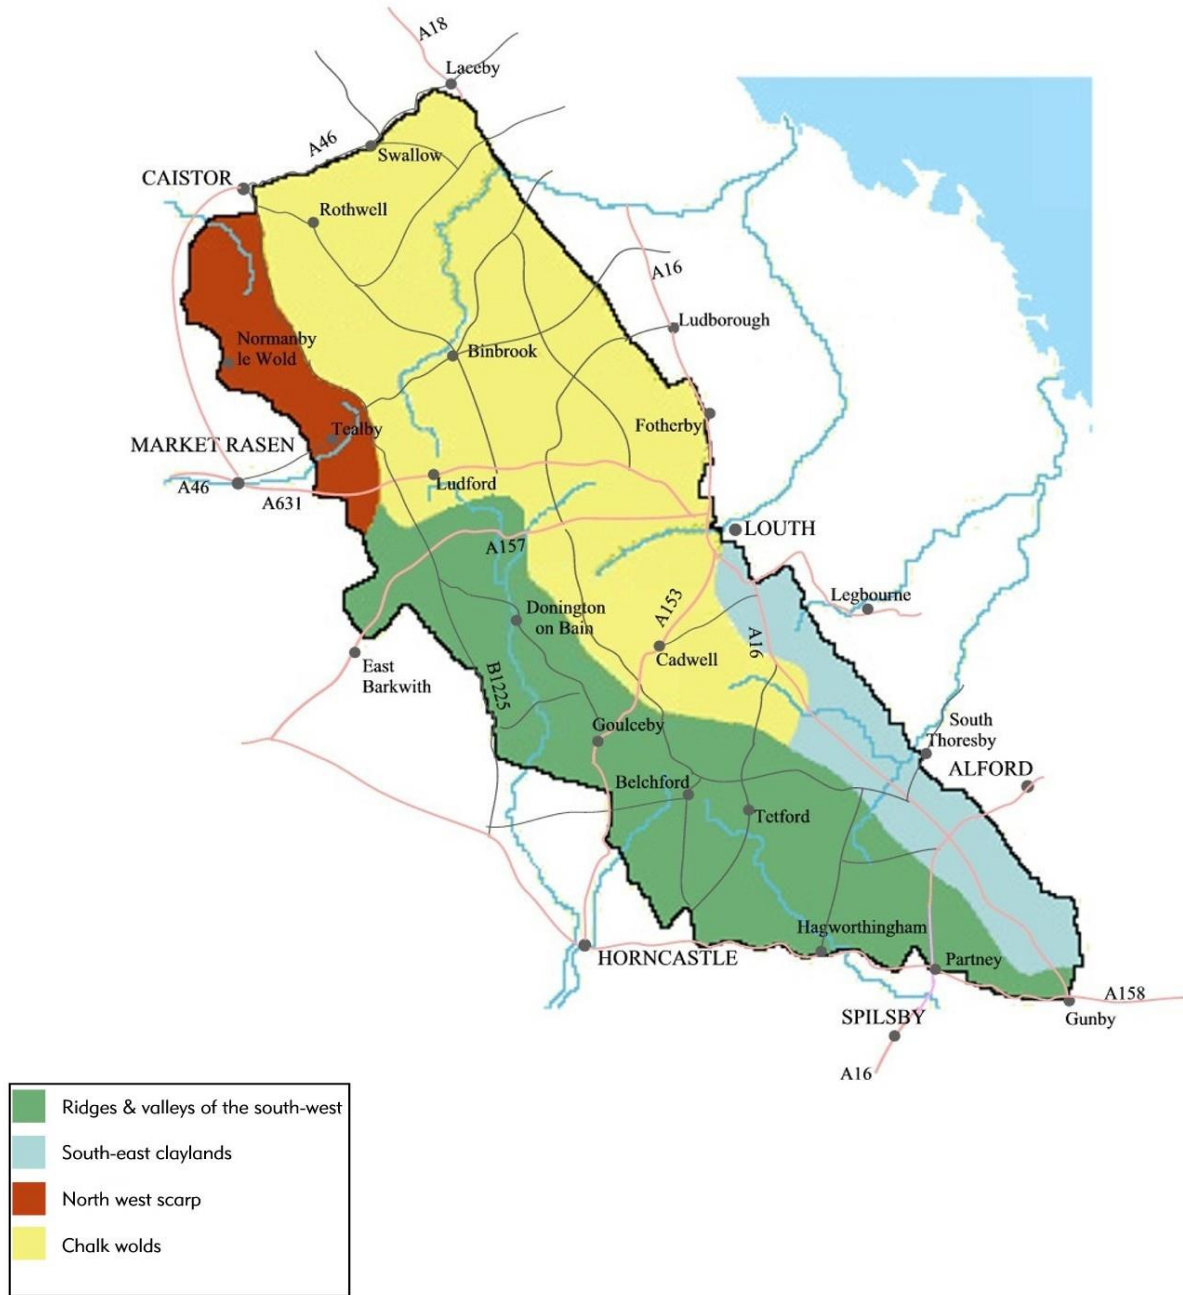 A18
Laceby
A46
Swallow
CAISTOR
Rothwell
A16
Ludborough
Normanby
le Wold
Binbrook
Fotherby
Tealby
MARKET RASEN
A46
A631
Ludford
LOUTH
A157
Legbourne
Donington
on Bain
A153
A16
Cadwell
East
Barkwith
B1225
Goulceby
South
Thoresby
ALFORD
Belchford
Tetford
Hagworthingham
HORNCASTLE
Partney
A158
SPILSBY
Gunby
A16
Ridges & valleys of the south-west
South-east claylands
North west scarp
Chalk wolds